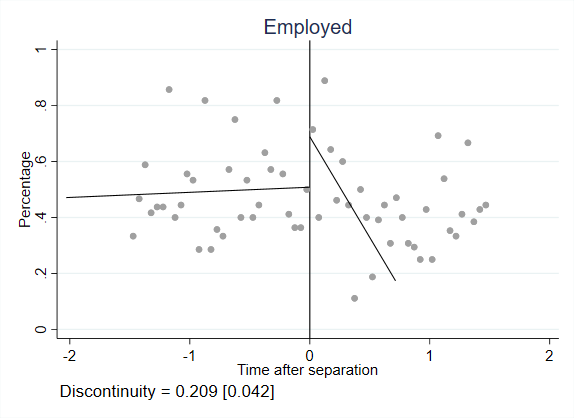 Employed
Percentage
1
.8
.6
.4
.2
0
-2
-1
0
1
2
Time after separation
Discontinuity = 0.209 [0.042]